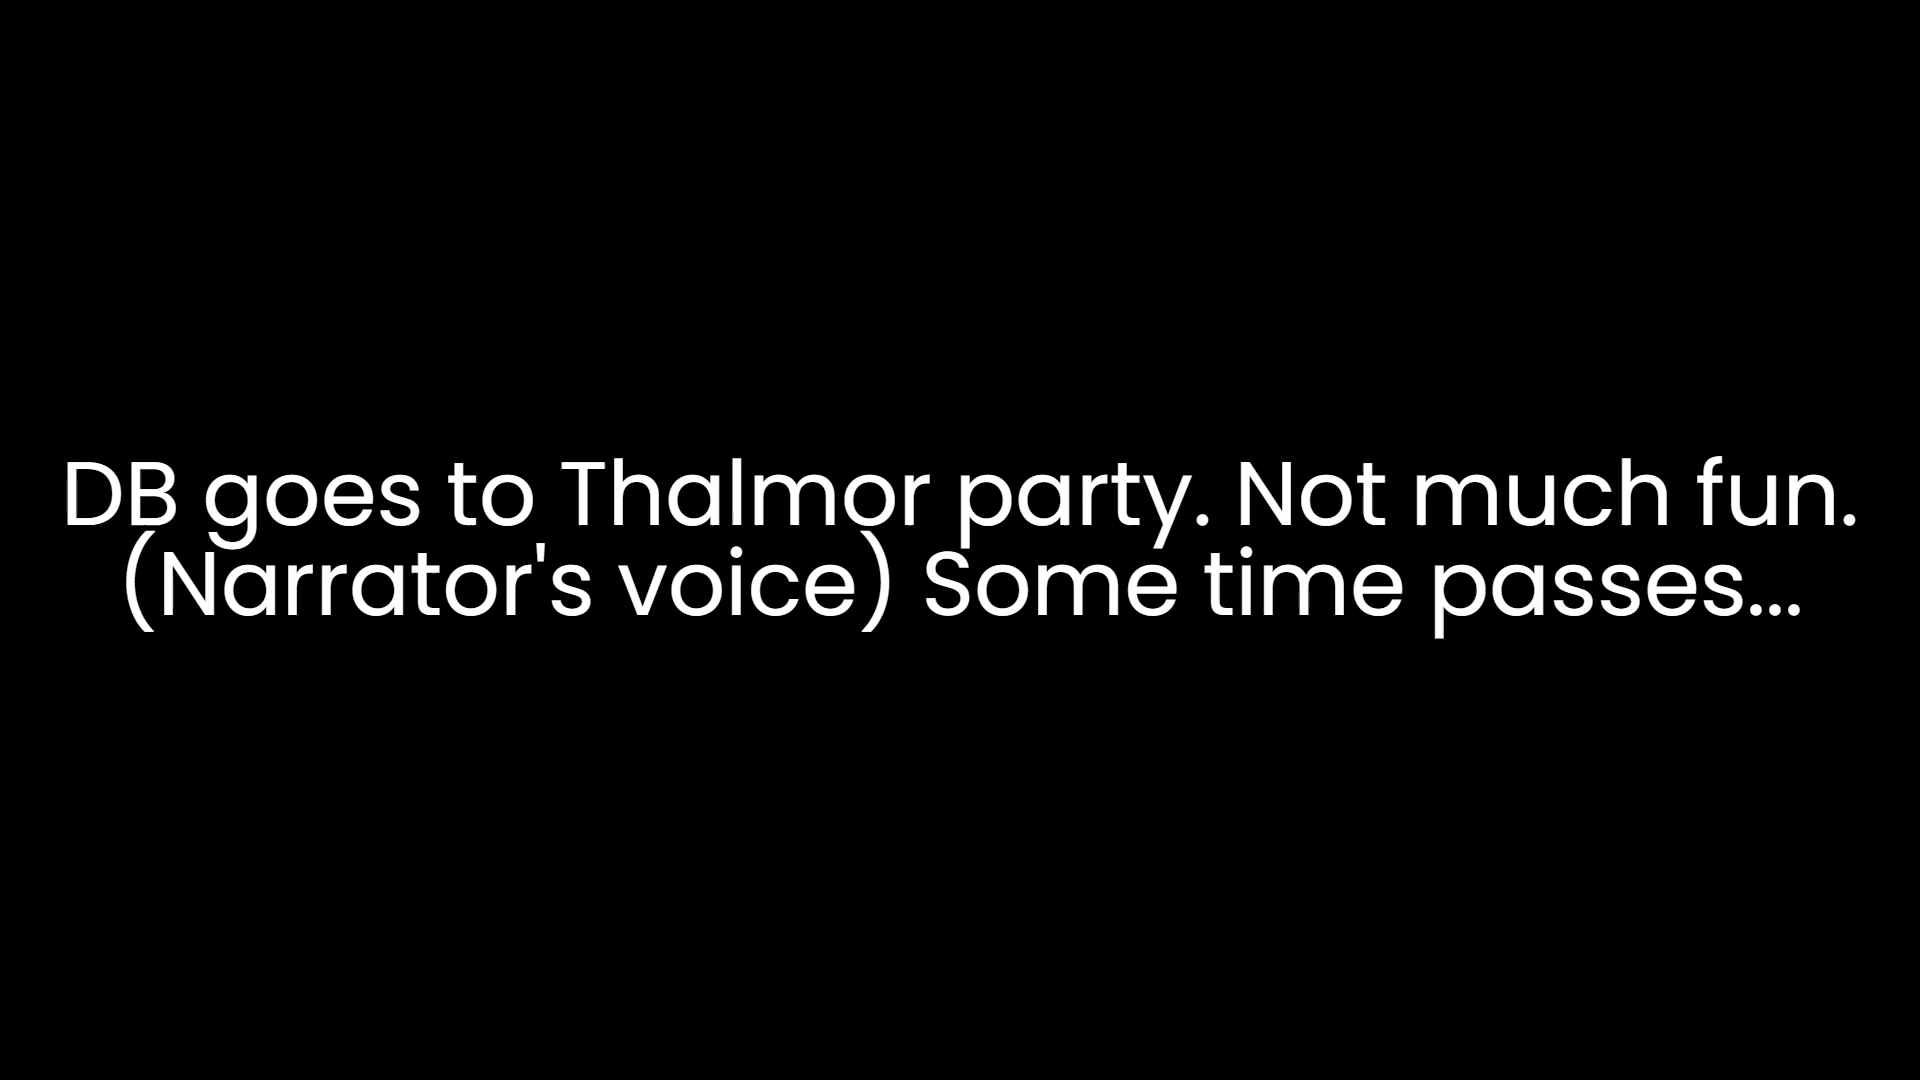 DB goes to Thalmor party. Not much fun.
(Narrator's voice) Some time passes...